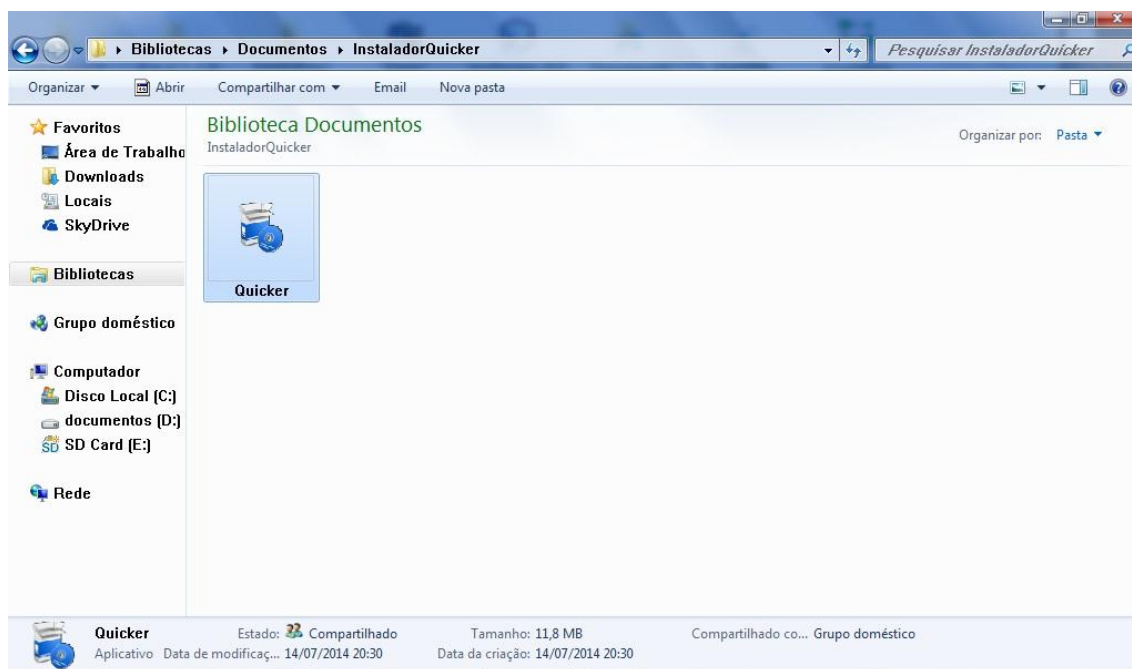 Bibliotecas ▸ Documentos ▸ InstaladorQuicker
Pesquisar InstaladorQuicker
Organizar Abrir Compartilhar com Email Nova pasta
Favoritos
Área de Trabalho
Downloads
Locais
SkyDrive
Bibliotecas
Grupo doméstico
Computador
Disco Local (C:)
documentos (D:)
SD Card (E:)
Rede
Biblioteca Documentos
InstaladorQuicker
Organizar por: Pasta
Quicker
Quicker Estado: Compartilhado Tamanho: 11,8 MB Compartilhado co... Grupo doméstico
Aplicativo Data de modificaç... 14/07/2014 20:30 Data da criação: 14/07/2014 20:30